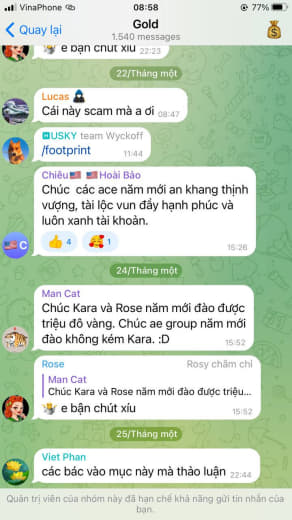 VinaPhone
08:58
77%
Quay lại
Gold
1.540 messages
e bận chút xíu 22:23
22/Tháng một
Lucas
Cái này scam mà a ơi 08:47
USKY team Wyckoff
/footprint 11:44
Chiêu Hoài Bảo
Chúc các ace năm mới an khang thịnh
vượng, tài lộc vun đầy hạnh phúc và
luôn xanh tài khoản.
4
1
15:26
C
24/Tháng một
Man Cat
Chúc Kara và Rose năm mới đào được
triệu đô vàng. Chúc ae group năm mới
đào không kém Kara. :D 15:52
Rose
Rosy chăm chỉ
Man Cat
Chúc Kara và Rose năm mới đào được triệu...
e bận chút xíu 15:52
25/Tháng một
Viet Phan
các bác vào mục này mà thảo luận 22:44
Quản trị viên của nhóm này đã hạn chế khả năng gửi tin nhắn của
bạn.